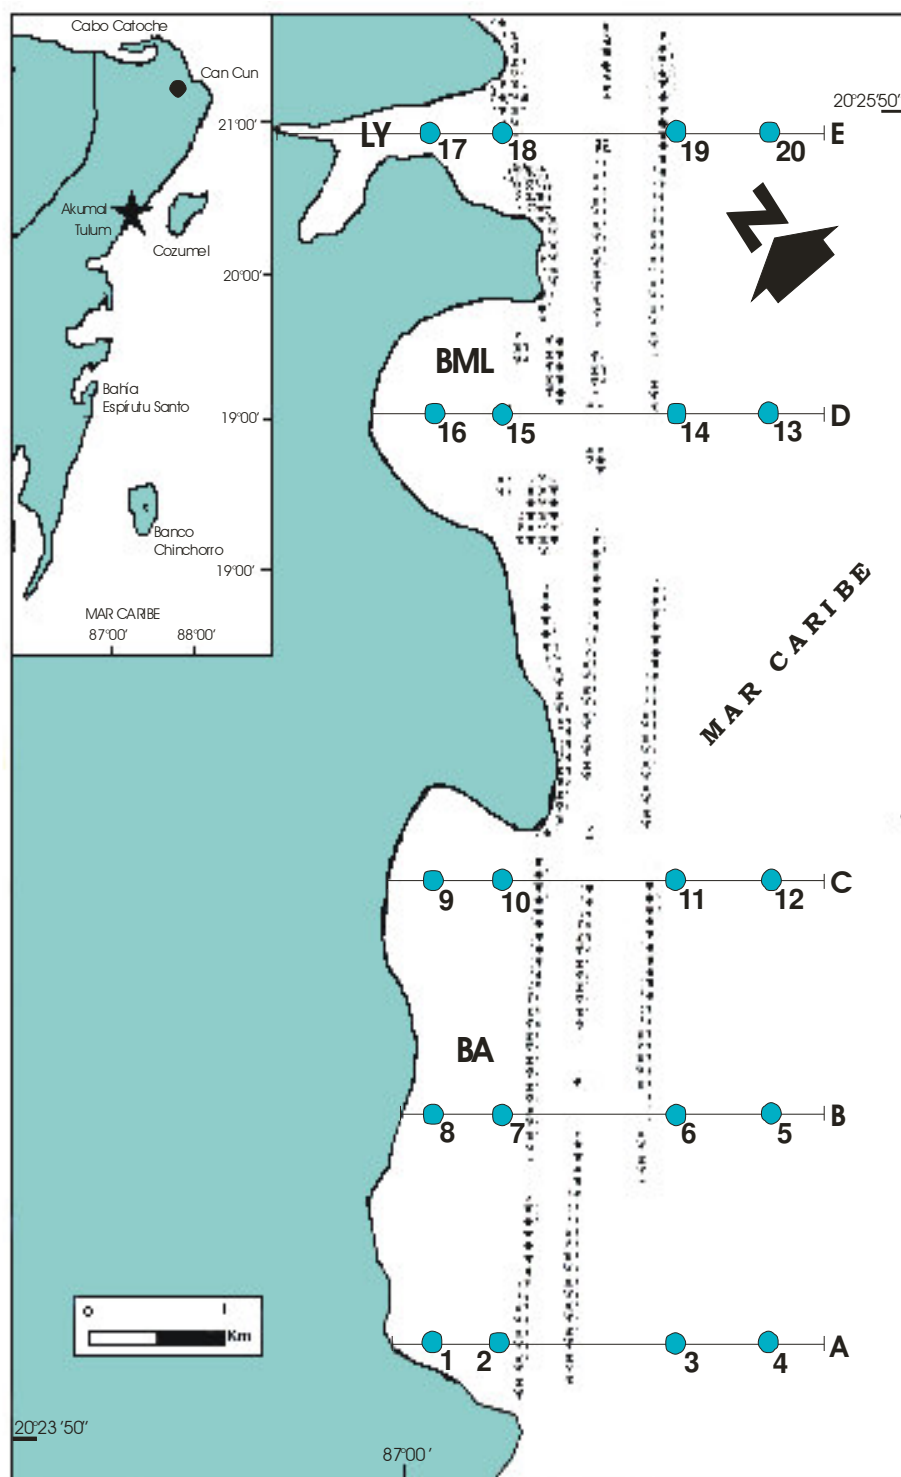 Cabo Catoche
Can Cun
21°00'
Akumal
Tulum
Cozumel
20°00'
Bahía
Espírutu Santo
19°00'
Banco
Chinchorro
19°00'
MAR CARIBE
87°00' 88°00'
20°25'50"
LY 17 18 19 20 E
N
BML
16 15 14 13 D
MAR CARIBE
9 10 11 12 C
BA
8 7 6 5 B
0 1
Km
1 2 3 4 A
20°23'50"
87°00'